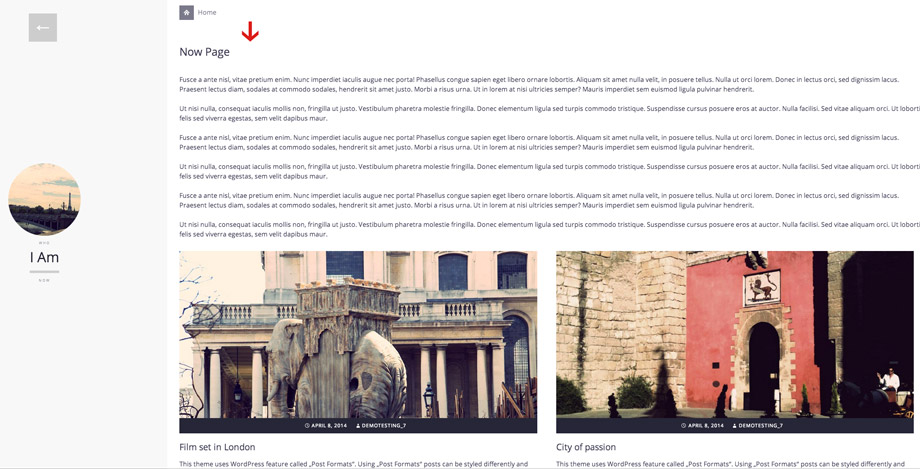 Home
Now Page
Fusce a ante nisl, vitae pretium enim. Nunc imperdiet iaculis augue nec porta! Phasellus congue sapien eget libero ornare lobortis. Aliquam sit amet nulla velit, in posuere tellus. Nulla ut orci lorem. Donec in lectus orci, sed dignissim lacus.
Praesent lectus diam, sodales at commodo sodales, hendrerit sit amet justo. Morbi a risus urna. Ut in lorem at nisi ultricies semper? Mauris imperdiet sem euismod ligula pulvinar hendrerit.
Ut nisi nulla, consequat iaculis mollis non, fringilla ut justo. Vestibulum pharetra molestie fringilla. Donec elementum ligula sed turpis commodo tristique. Suspendisse cursus posuere eros at auctor. Nulla facilisi. Sed vitae aliquam orci. Ut loborti
felis sed viverra egestas, sem velit dapibus maur.
Fusce a ante nisl, vitae pretium enim. Nunc imperdiet iaculis augue nec porta! Phasellus congue sapien eget libero ornare lobortis. Aliquam sit amet nulla velit, in posuere tellus. Nulla ut orci lorem. Donec in lectus orci, sed dignissim lacus.
Praesent lectus diam, sodales at commodo sodales, hendrerit sit amet justo. Morbi a risus urna. Ut in lorem at nisi ultricies semper? Mauris imperdiet sem euismod ligula pulvinar hendrerit.
Ut nisi nulla, consequat iaculis mollis non, fringilla ut justo. Vestibulum pharetra molestie fringilla. Donec elementum ligula sed turpis commodo tristique. Suspendisse cursus posuere eros at auctor. Nulla facilisi. Sed vitae aliquam orci. Ut loborti
felis sed viverra egestas, sem velit dapibus maur.
Fusce a ante nisl, vitae pretium enim. Nunc imperdiet iaculis augue nec porta! Phasellus congue sapien eget libero ornare lobortis. Aliquam sit amet nulla velit, in posuere tellus. Nulla ut orci lorem. Donec in lectus orci, sed dignissim lacus.
Praesent lectus diam, sodales at commodo sodales, hendrerit sit amet justo. Morbi a risus urna. Ut in lorem at nisi ultricies semper? Mauris imperdiet sem euismod ligula pulvinar hendrerit.
Ut nisi nulla, consequat iaculis mollis non, fringilla ut justo. Vestibulum pharetra molestie fringilla. Donec elementum ligula sed turpis commodo tristique. Suspendisse cursus posuere eros at auctor. Nulla facilisi. Sed vitae aliquam orci. Ut loborti
felis sed viverra egestas, sem velit dapibus maur.
WHO
I Am
NOW
APRIL 8, 2014 DEMOTESTING_7
APRIL 8, 2014 DEMOTESTING_7
Film set in London
City of passion
This theme uses WordPress feature called „Post Formats". Using „Post Formats" posts can be styled differently and
This theme uses WordPress feature called „Post Formats". Using „Post Formats" posts can be styled differently and